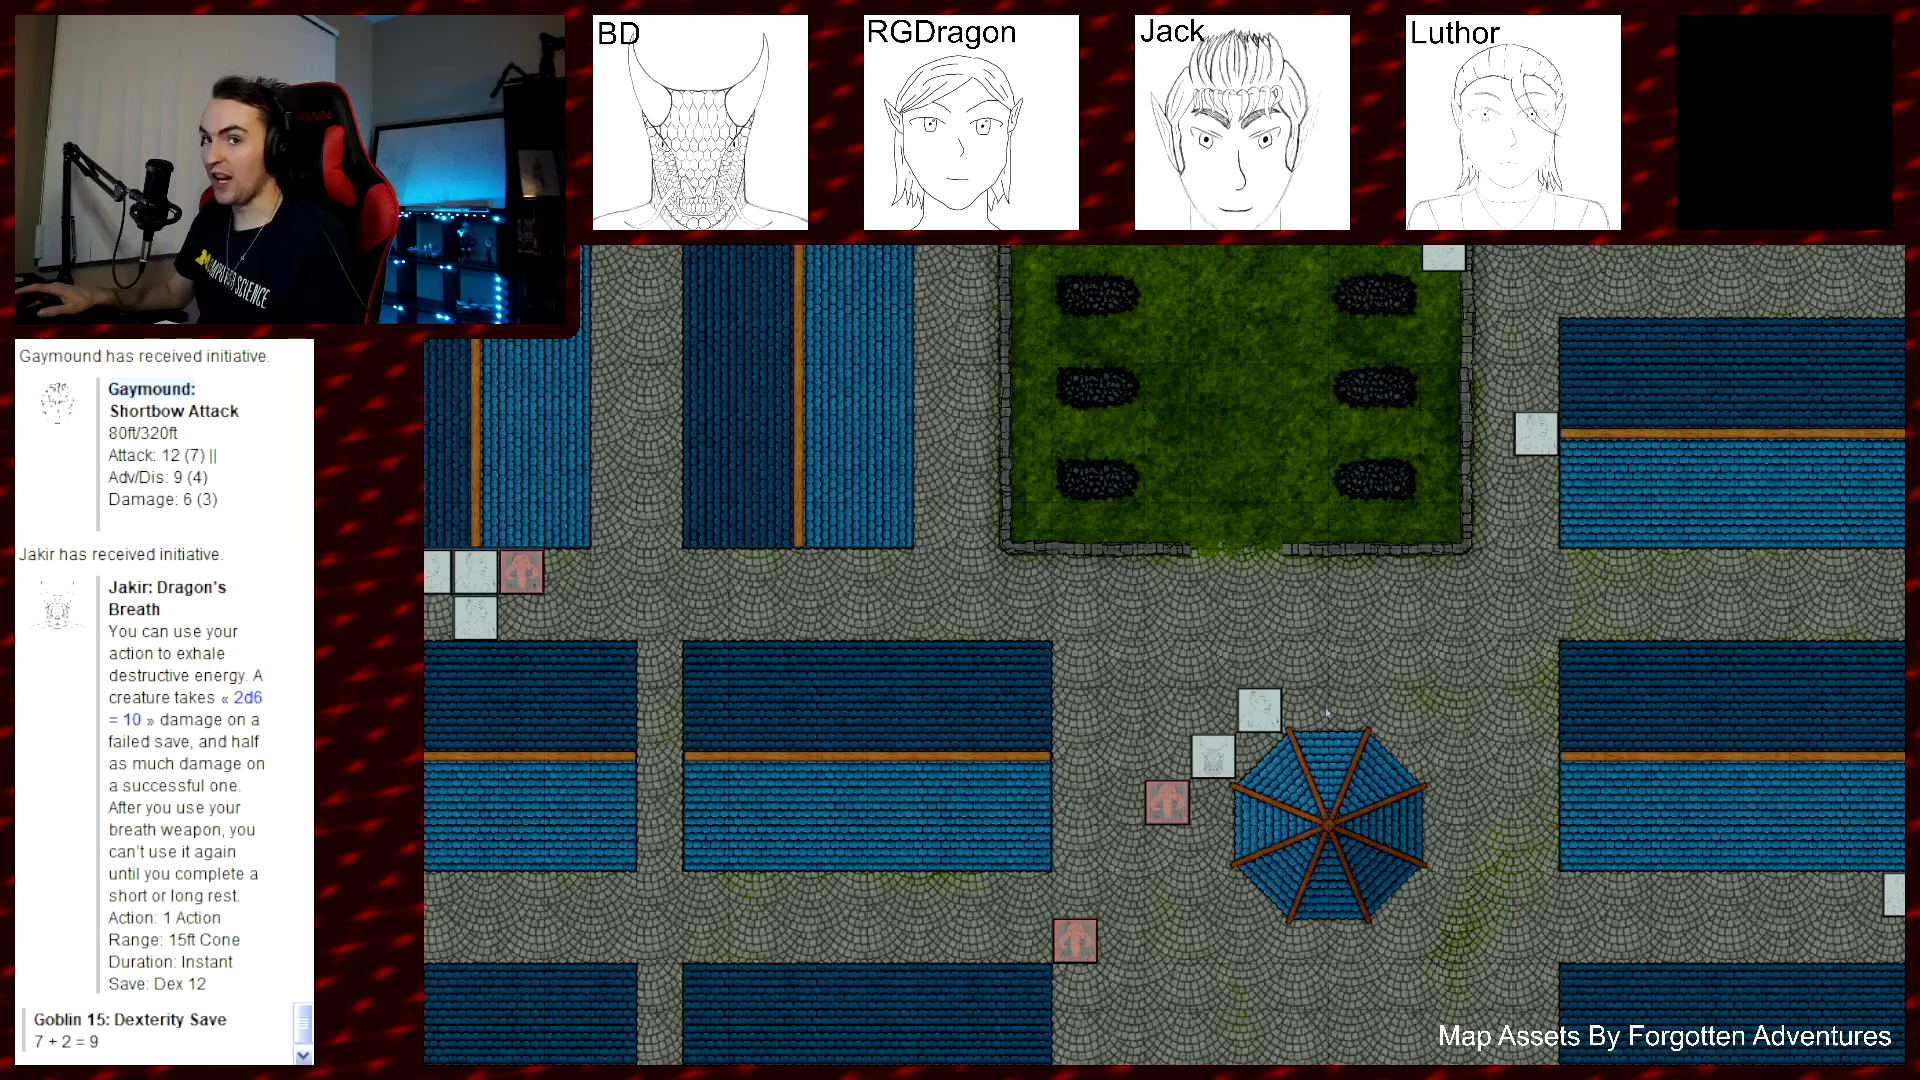 BD
RGDragon
Jack
Luthor
COMPUTER SCIENCE
Gaymound has received initiative.
Gaymound:
Shortbow Attack
80ft/320ft
Attack: 12 (7) ||
Adv/Dis: 9 (4)
Damage: 6 (3)
Jakir has received initiative.
Jakir: Dragon's
Breath
You can use your
action to exhale
destructive energy. A
creature takes « 2d6
= 10 » damage on a
failed save, and half
as much damage on
a successful one.
After you use your
breath weapon, you
can't use it again
until you complete a
short or long rest.
Action: 1 Action
Range: 15ft Cone
Duration: Instant
Save: Dex 12
Goblin 15: Dexterity Save
7 + 2 = 9
Map Assets By Forgotten Adventures